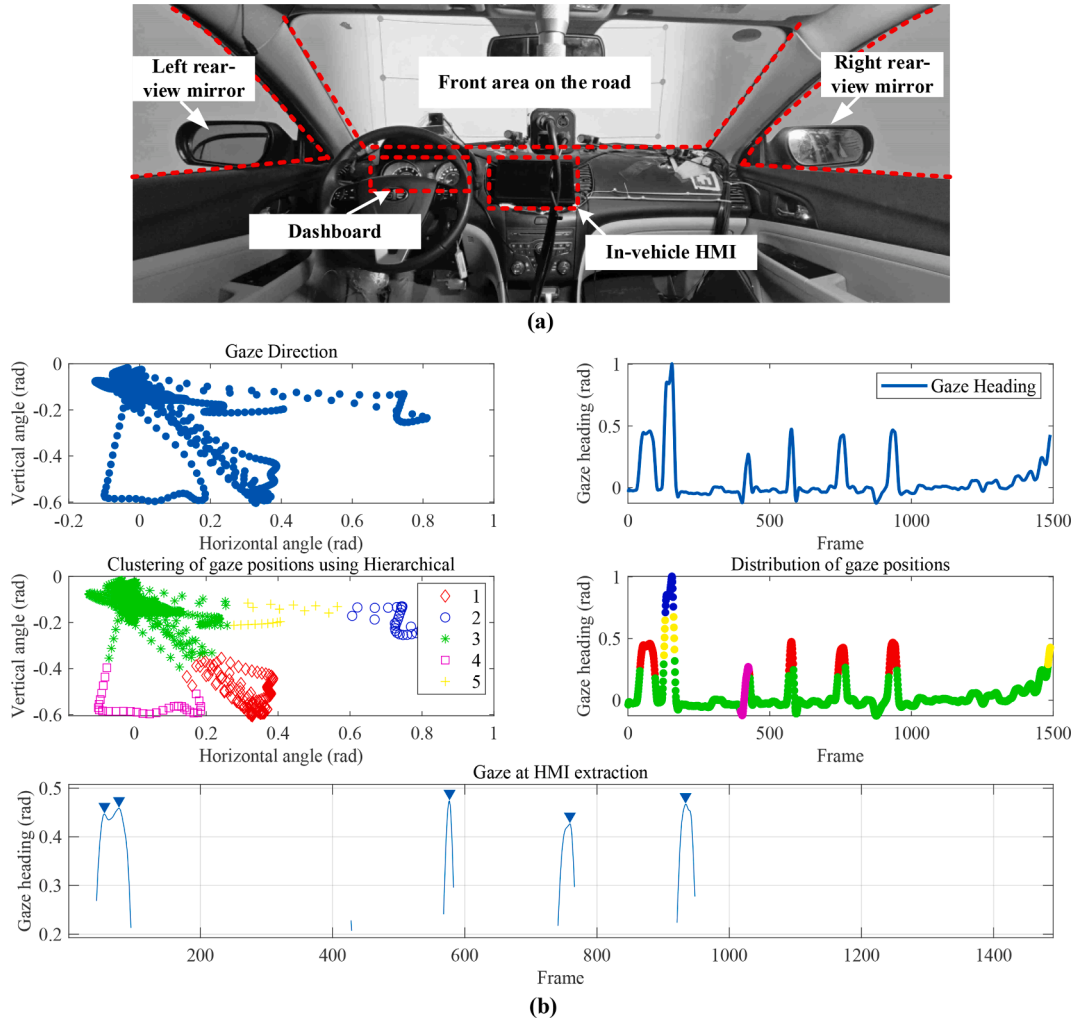 Left rear-
view mirror
Front area on the road
Right rear-
view mirror
Dashboard
In-vehicle HMI
(a)
Gaze Direction
Vertical angle (rad)
0
-0.2
-0.4
-0.6
-0.2 0 0.2 0.4 0.6 0.8 1
Horizontal angle (rad)
Gaze heading (rad)
1
0.5
0
Gaze Heading
0 500 1000 1500
Frame
Clustering of gaze positions using Hierarchical
Vertical angle (rad)
0
-0.2
-0.4
-0.6
1
2
3
4
5
0 0.2 0.4 0.6 0.8 1
Horizontal angle (rad)
Distribution of gaze positions
Gaze heading (rad)
1
0.5
0
0 500 1000 1500
Frame
Gaze at HMI extraction
Gaze heading (rad)
0.5
0.4
0.3
0.2
200 400 600 800 1000 1200 1400
Frame
(b)